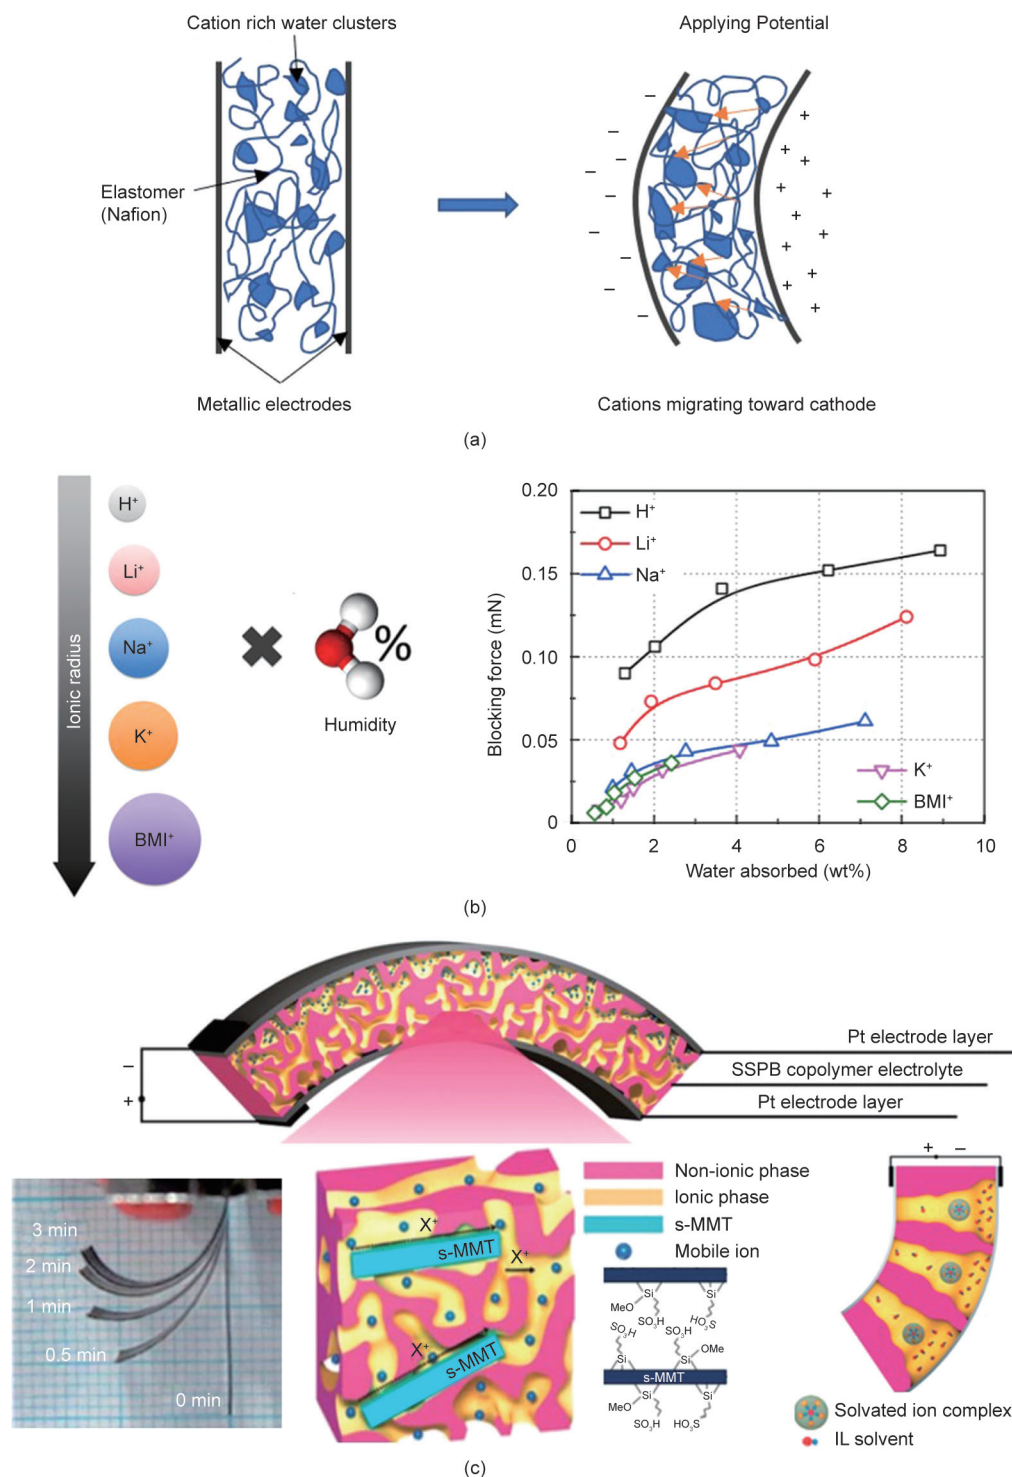 Cation rich water clusters
Applying Potential
Elastomer
(Nafion)
Metallic electrodes
Cations migrating toward cathode
− − − − − − − − −
+ + + + + + + + + + + +
(a)
Ionic radius
H⁺
Li⁺
Na⁺
K⁺
BMI⁺
%
Humidity
Blocking force (mN)
0.20
0.15
0.10
0.05
0
H⁺
Li⁺
Na⁺
K⁺
BMI⁺
0 2 4 6 8 10
Water absorbed (wt%)
(b)
−
+
Pt electrode layer
SSPB copolymer electrolyte
Pt electrode layer
3 min
2 min
1 min
0.5 min
0 min
X⁺
s-MMT
X⁺
X⁺
s-MMT
Non-ionic phase
Ionic phase
s-MMT
Mobile ion
Si Si
MeO
SO₃H HO₃S
SO₃H SO₃H
OMe
Si Si
s-MMT
Si Si
MeO
SO₃H HO₃S
+ −
Solvated ion complex
IL solvent
(c)